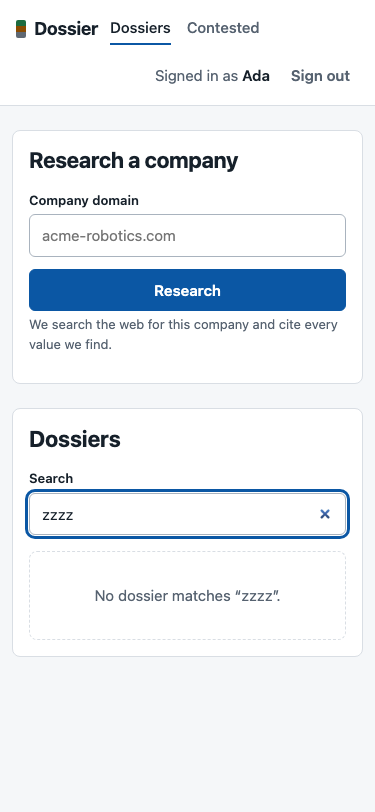 Dossier Dossiers Contested
Signed in as Ada Sign out
Research a company
Company domain
acme-robotics.com
Research
We search the web for this company and cite every
value we find.
Dossiers
Search
zzzz ×
No dossier matches “zzzz”.